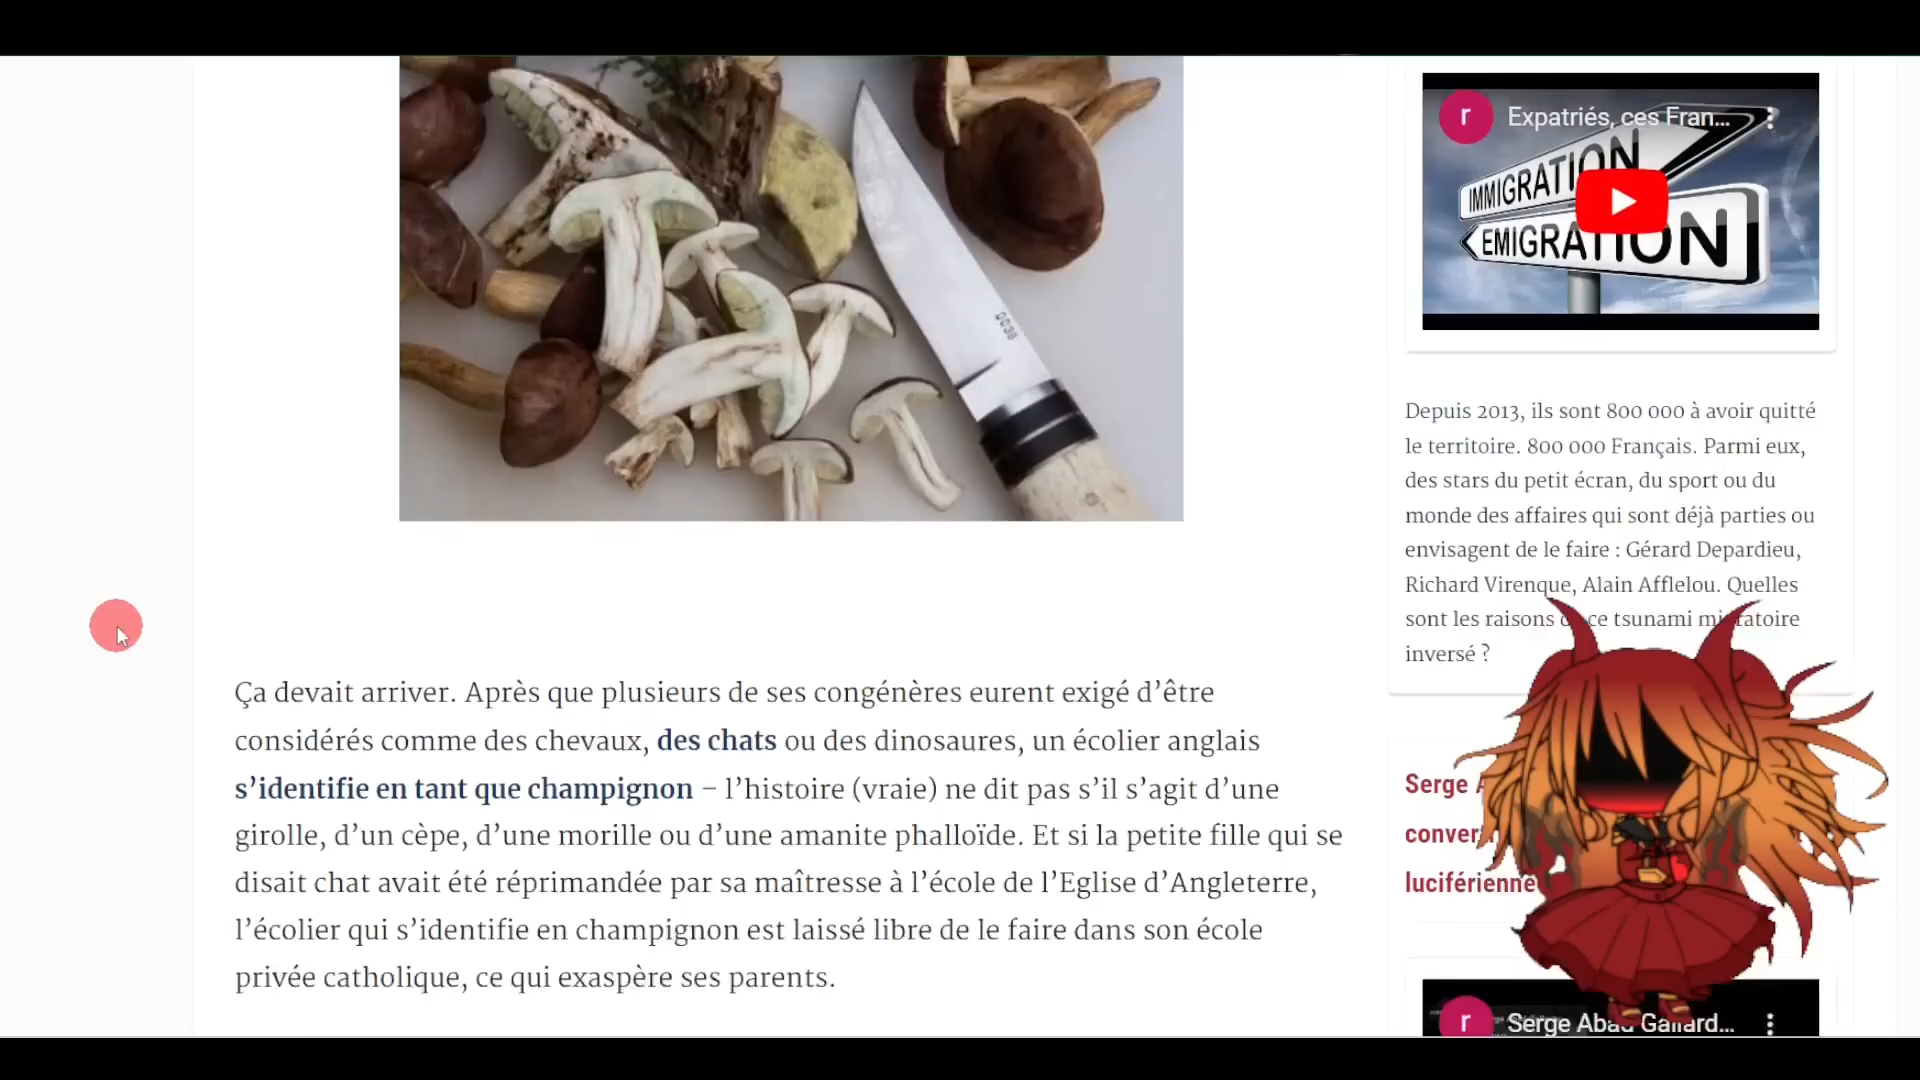 Ça devait arriver. Après que plusieurs de ses congénères eurent exigé d’être
considérés comme des chevaux, des chats ou des dinosaures, un écolier anglais
s’identifie en tant que champignon – l’histoire (vraie) ne dit pas s’il s’agit d’une
girolle, d’un cèpe, d’une morille ou d’une amanite phalloïde. Et si la petite fille qui se
disait chat avait été réprimandée par sa maîtresse à l’école de l’Eglise d’Angleterre,
l’écolier qui s’identifie en champignon est laissé libre de le faire dans son école
privée catholique, ce qui exaspère ses parents.
r
Expatriés, ces Fran...
IMMIGRATION
EMIGRATION
Depuis 2013, ils sont 800 000 à avoir quitté
le territoire. 800 000 Français. Parmi eux,
des stars du petit écran, du sport ou du
monde des affaires qui sont déjà parties ou
envisagent de le faire : Gérard Depardieu,
Richard Virenque, Alain Afflelou. Quelles
sont les raisons ce tsunami
inversé ?
Serge
luciférienne
r
Serge Abad Gallard...